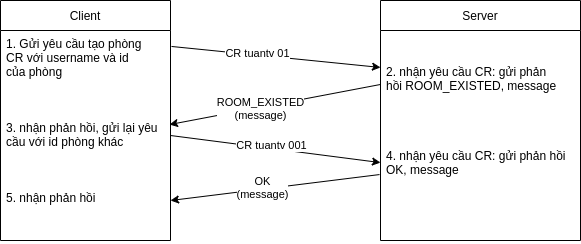 Client
Server
1. Gửi yêu cầu tạo phòng
CR với username và id
của phòng
CR tuantv 01
2. nhận yêu cầu CR: gửi phản
hồi ROOM_EXISTED, message
ROOM_EXISTED
(message)
3. nhận phản hồi, gửi lại yêu
cầu với id phòng khác
CR tuantv 001
4. nhận yêu cầu CR: gửi phản hồi
OK, message
OK
(message)
5. nhận phản hồi